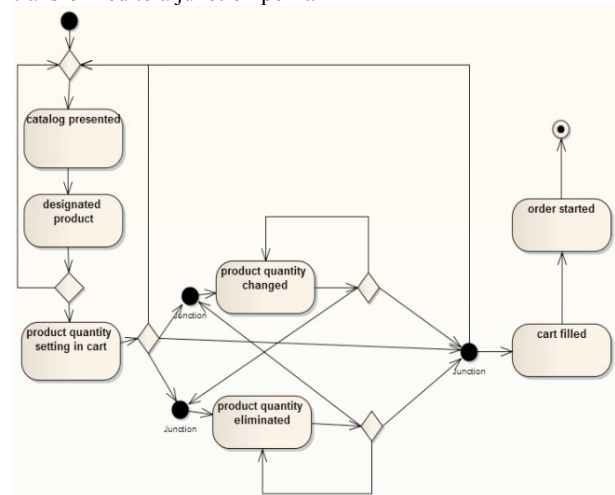 catalog presented
designated
product
product quantity
setting in cart
product quantity
changed
Junction
Junction
product quantity
eliminated
Junction
order started
cart filled